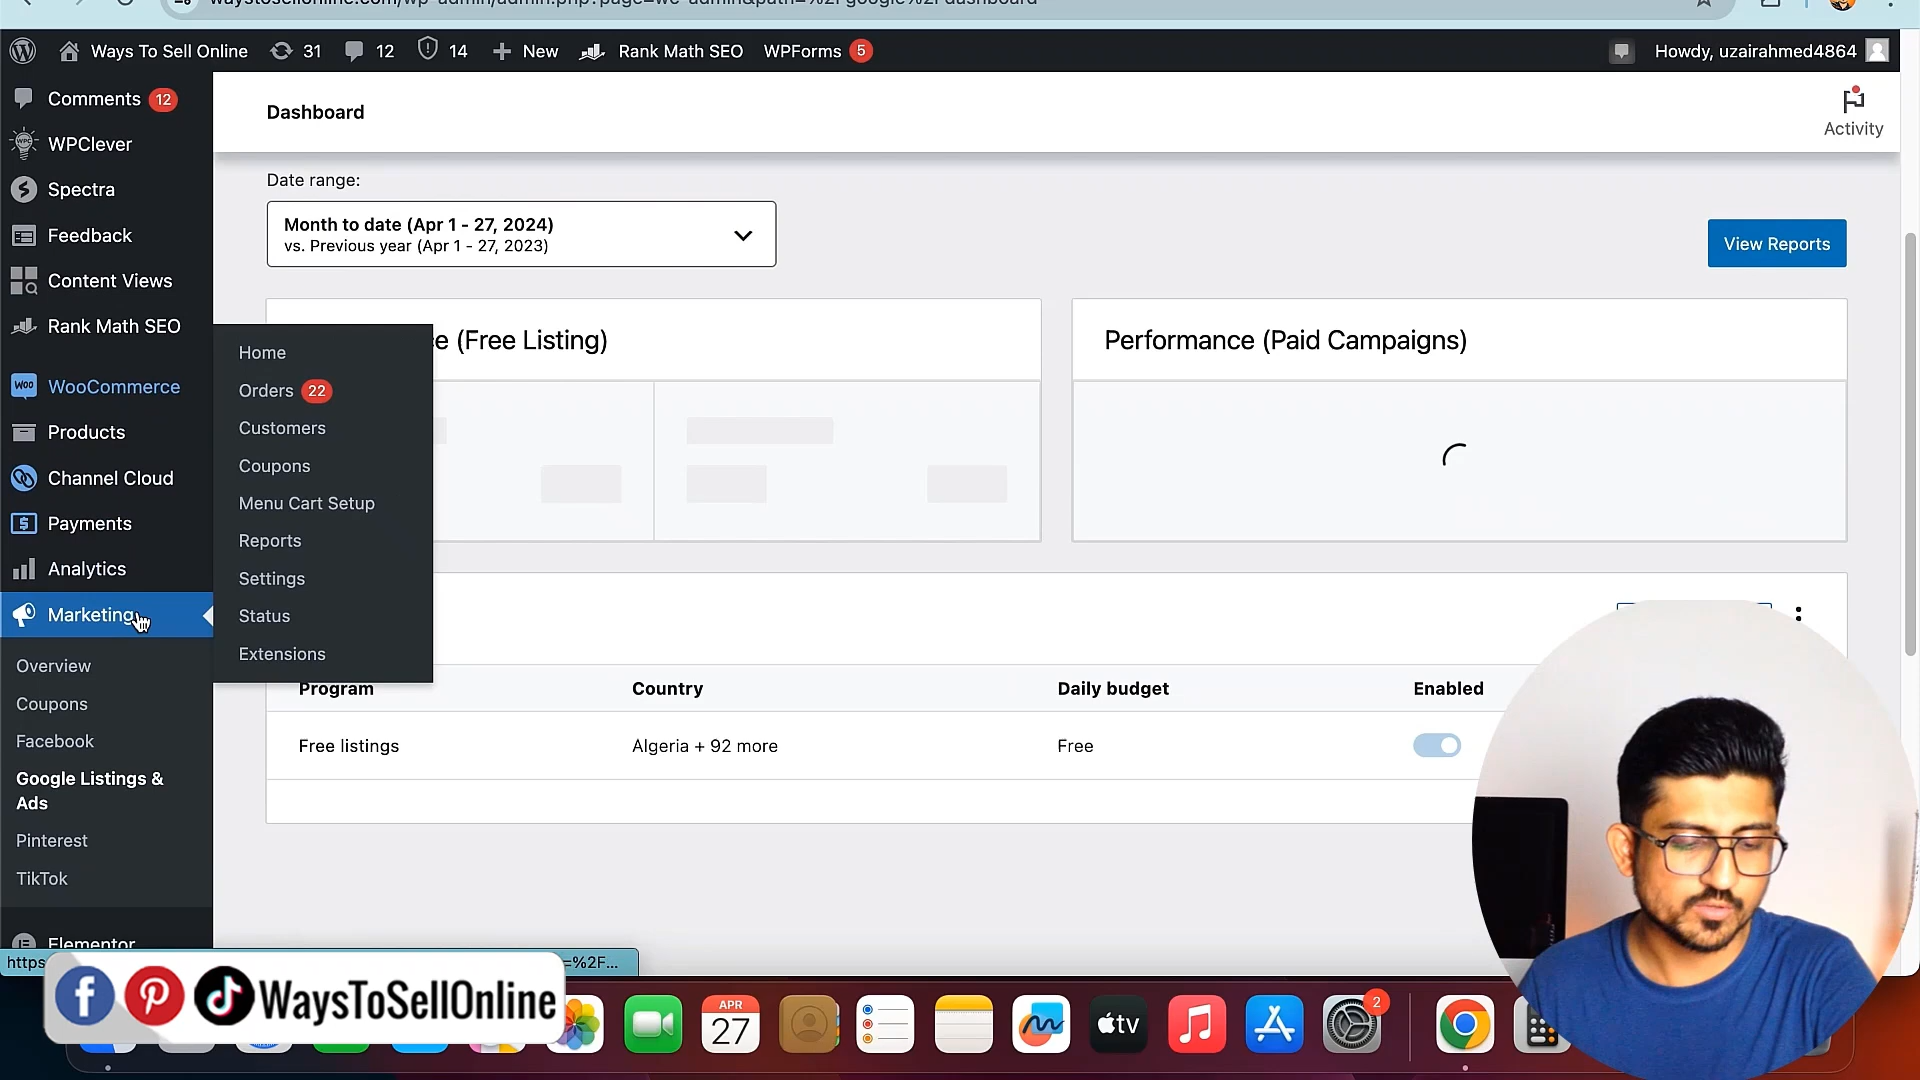 Ways To Sell Online 31 12 14 New Rank Math SEO WPForms 5 Howdy, uzairahmed4864
Comments 12
WPClever
Spectra
Feedback
Content Views
Rank Math SEO
WooCommerce
Products
Channel Cloud
Payments
Analytics
Marketing
Overview
Coupons
Facebook
Google Listings &
Ads
Pinterest
TikTok
Elementor
Home
Orders 22
Customers
Coupons
Menu Cart Setup
Reports
Settings
Status
Extensions
Dashboard
Activity
Date range:
Month to date (Apr 1 - 27, 2024)
vs. Previous year (Apr 1 - 27, 2023)
View Reports
(Free Listing)
Performance (Paid Campaigns)
Program Country Daily budget Enabled
Free listings Algeria + 92 more Free
https =%2F...
WaysToSellOnline
APR
27
tv
2